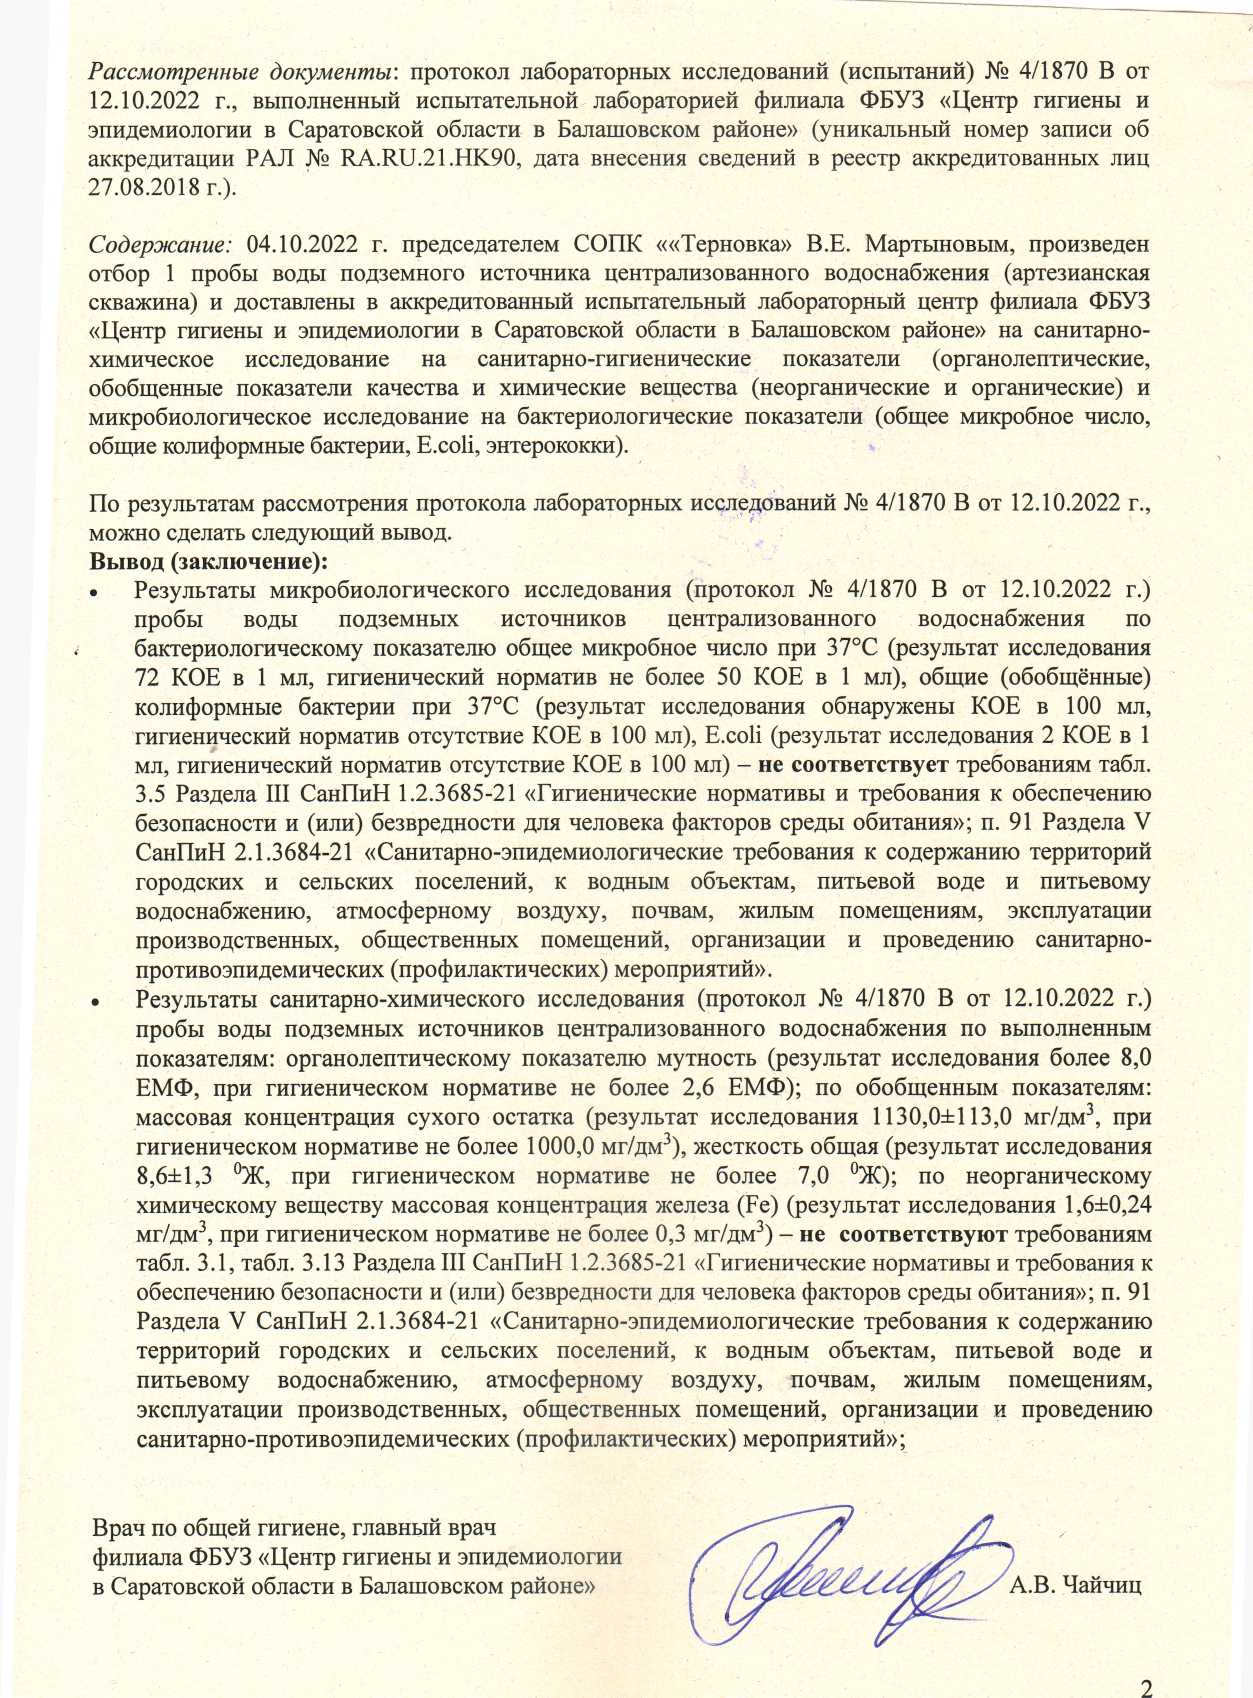 Рассмотренные документы: протокол лабораторных исследований (испытаний) № 4/1870 В от
12.10.2022 г., выполненный испытательной лабораторией филиала ФБУЗ «Центр гигиены и
эпидемиологии в Саратовской области в Балашовском районе» (уникальный номер записи об
аккредитации РАЛ № RA.RU.21.НК90, дата внесения сведений в реестр аккредитованных лиц
27.08.2018 г.).
Содержание: 04.10.2022 г. председателем СОПК ««Терновка» В.Е. Мартыновым, произведен
отбор 1 пробы воды подземного источника централизованного водоснабжения (артезианская
скважина) и доставлены в аккредитованный испытательный лабораторный центр филиала ФБУЗ
«Центр гигиены и эпидемиологии в Саратовской области в Балашовском районе» на санитарно-
химическое исследование на санитарно-гигиенические показатели (органолептические,
обобщенные показатели качества и химические вещества (неорганические и органические) и
микробиологическое исследование на бактериологические показатели (общее микробное число,
общие колиформные бактерии, E.coli, энтерококки).
По результатам рассмотрения протокола лабораторных исследований № 4/1870 В от 12.10.2022 г.,
можно сделать следующий вывод.
Вывод (заключение):
• Результаты микробиологического исследования (протокол № 4/1870 В от 12.10.2022 г.)
пробы воды подземных источников централизованного водоснабжения по
бактериологическому показателю общее микробное число при 37°С (результат исследования
72 КОЕ в 1 мл, гигиенический норматив не более 50 КОЕ в 1 мл), общие (обобщённые)
колиформные бактерии при 37°С (результат исследования обнаружены КОЕ в 100 мл,
гигиенический норматив отсутствие КОЕ в 100 мл), E.coli (результат исследования 2 КОЕ в 1
мл, гигиенический норматив отсутствие КОЕ в 100 мл) – не соответствует требованиям табл.
3.5 Раздела III СанПиН 1.2.3685-21 «Гигиенические нормативы и требования к обеспечению
безопасности и (или) безвредности для человека факторов среды обитания»; п. 91 Раздела V
СанПиН 2.1.3684-21 «Санитарно-эпидемиологические требования к содержанию территорий
городских и сельских поселений, к водным объектам, питьевой воде и питьевому
водоснабжению, атмосферному воздуху, почвам, жилым помещениям, эксплуатации
производственных, общественных помещений, организации и проведению санитарно-
противоэпидемических (профилактических) мероприятий».
• Результаты санитарно-химического исследования (протокол № 4/1870 В от 12.10.2022 г.)
пробы воды подземных источников централизованного водоснабжения по выполненным
показателям: органолептическому показателю мутность (результат исследования более 8,0
ЕМФ, при гигиеническом нормативе не более 2,6 ЕМФ); по обобщенным показателям:
массовая концентрация сухого остатка (результат исследования 1130,0±113,0 мг/дм³, при
гигиеническом нормативе не более 1000,0 мг/дм³), жесткость общая (результат исследования
8,6±1,3 ⁰Ж, при гигиеническом нормативе не более 7,0 ⁰Ж); по неорганическому
химическому веществу массовая концентрация железа (Fe) (результат исследования 1,6±0,24
мг/дм³, при гигиеническом нормативе не более 0,3 мг/дм³) – не соответствуют требованиям
табл. 3.1, табл. 3.13 Раздела III СанПиН 1.2.3685-21 «Гигиенические нормативы и требования к
обеспечению безопасности и (или) безвредности для человека факторов среды обитания»; п. 91
Раздела V СанПиН 2.1.3684-21 «Санитарно-эпидемиологические требования к содержанию
территорий городских и сельских поселений, к водным объектам, питьевой воде и
питьевому водоснабжению, атмосферному воздуху, почвам, жилым помещениям,
эксплуатации производственных, общественных помещений, организации и проведению
санитарно-противоэпидемических (профилактических) мероприятий»;
Врач по общей гигиене, главный врач
филиала ФБУЗ «Центр гигиены и эпидемиологии
в Саратовской области в Балашовском районе»
А.В. Чайчиц
2